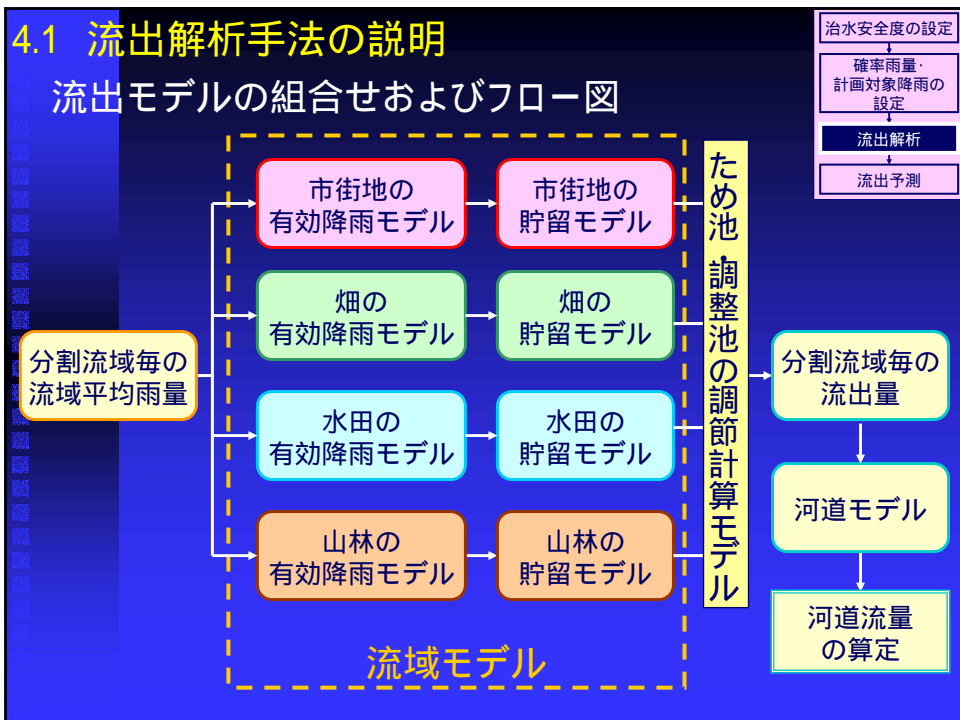 4.1 流出解析手法の説明
流出モデルの組合せおよびフロー図
治水安全度の設定
確率雨量・
計画対象降雨の
設定
流出解析
流出予測
分割流域毎の
流域平均雨量
市街地の
有効降雨モデル
市街地の
貯留モデル
畑の
有効降雨モデル
畑の
貯留モデル
水田の
有効降雨モデル
水田の
貯留モデル
山林の
有効降雨モデル
山林の
貯留モデル
流域モデル
ため池・調整池の調節計算モデル
分割流域毎の
流出量
河道モデル
河道流量
の算定